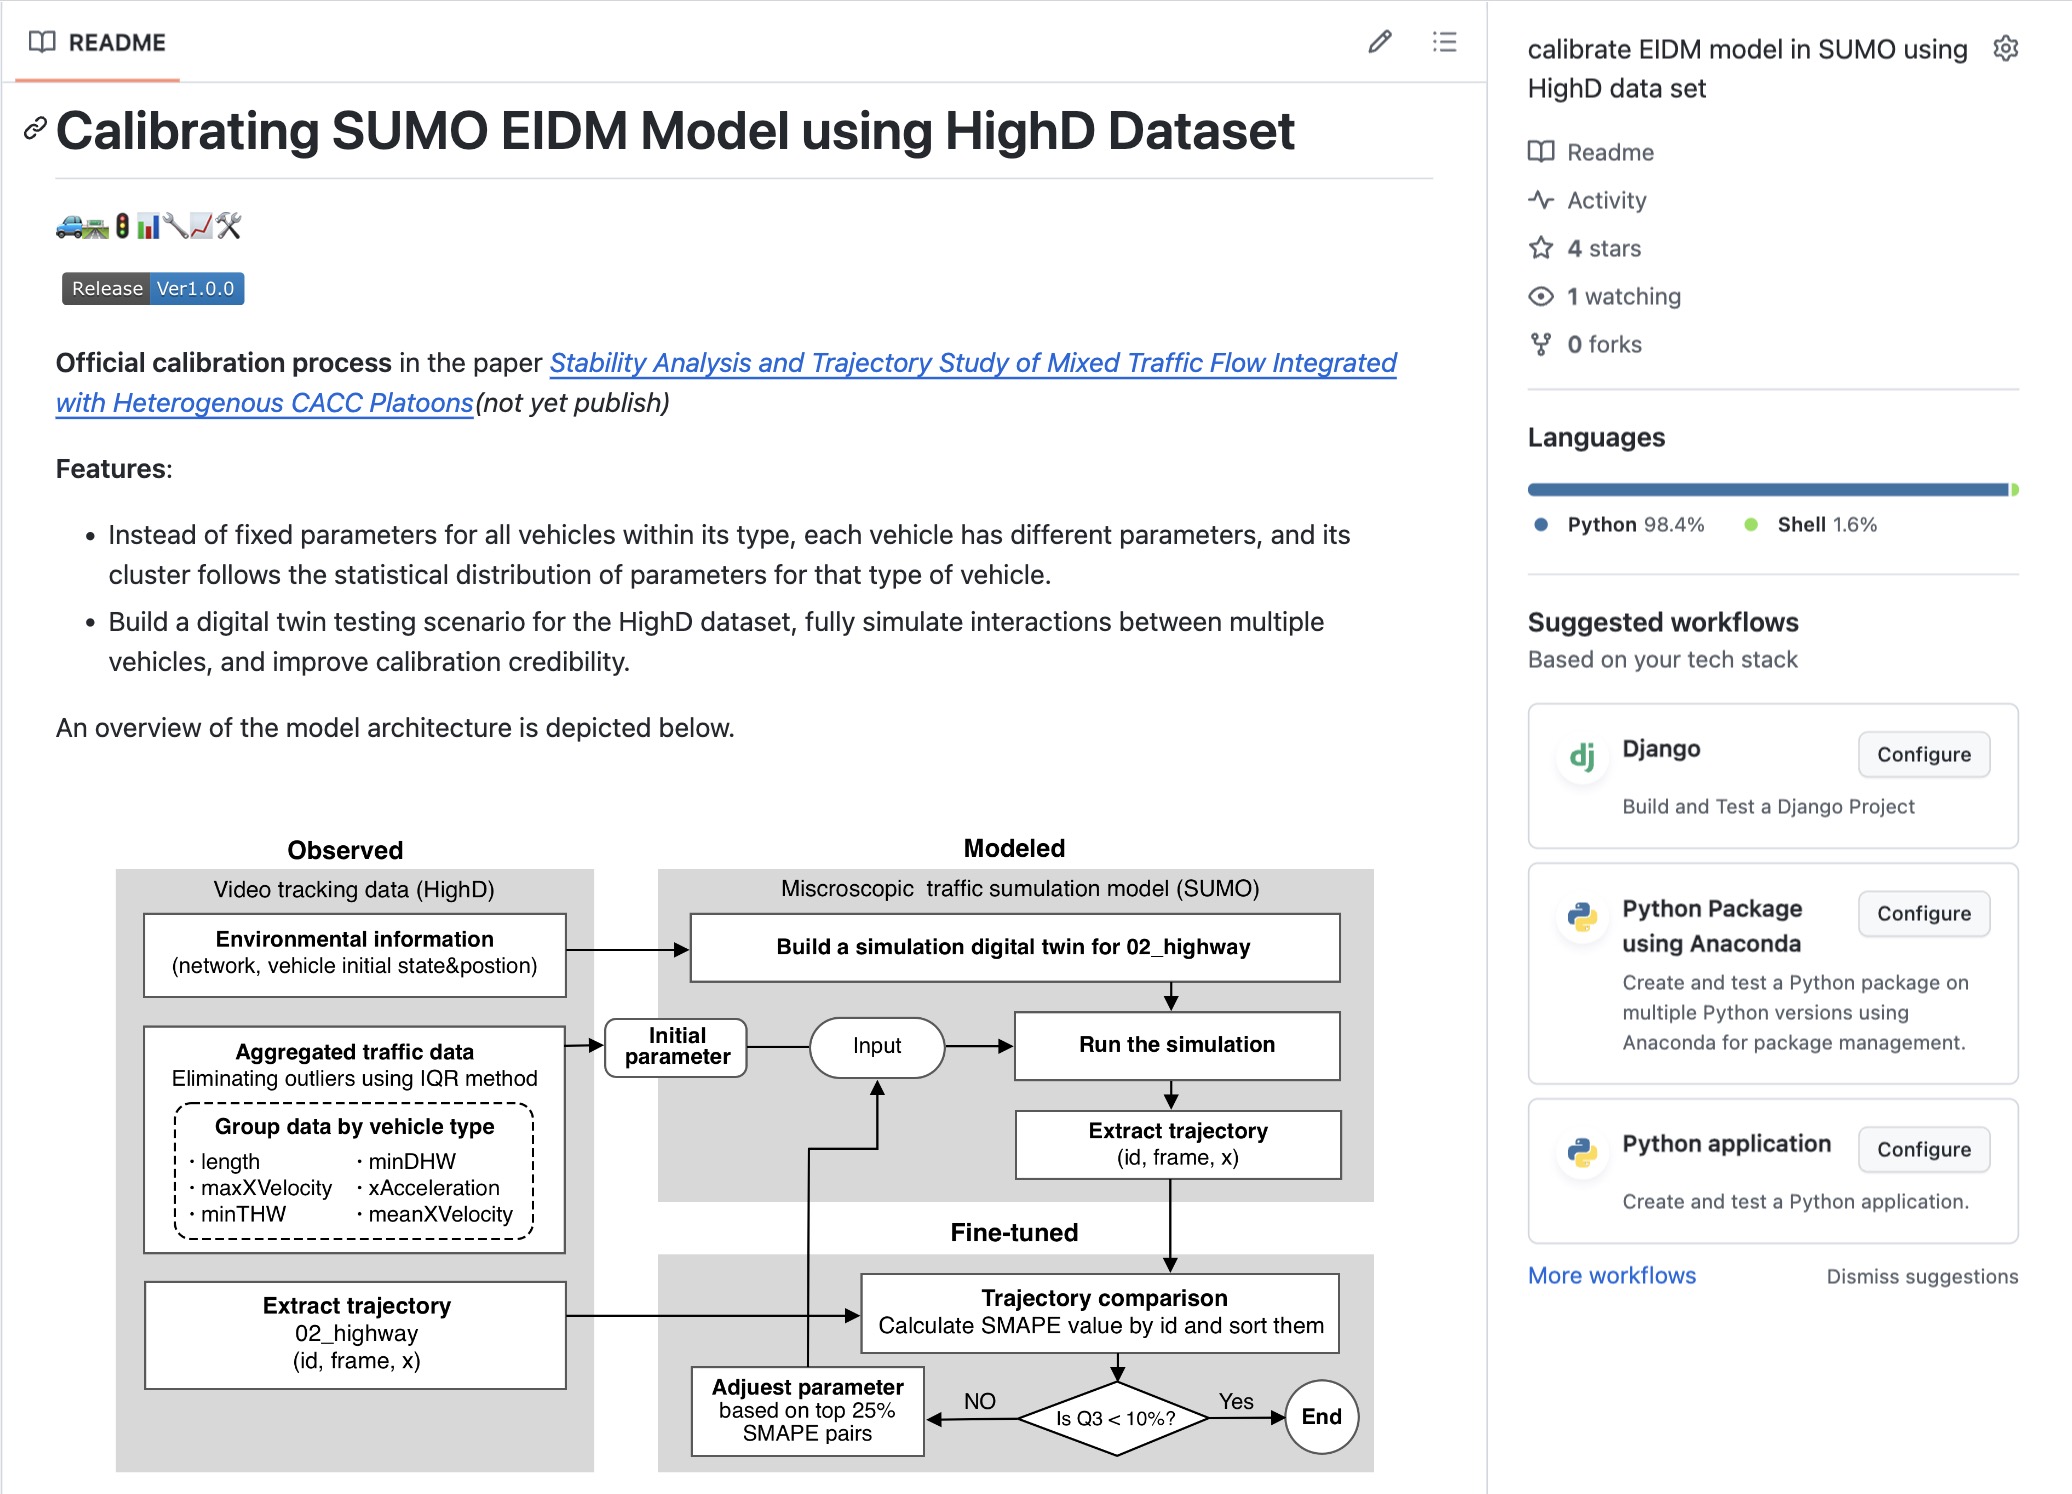 README
Calibrating SUMO EIDM Model using HighD Dataset
Release Ver1.0.0
Official calibration process in the paper Stability Analysis and Trajectory Study of Mixed Traffic Flow Integrated
with Heterogenous CACC Platoons(not yet publish)
Features:
• Instead of fixed parameters for all vehicles within its type, each vehicle has different parameters, and its
cluster follows the statistical distribution of parameters for that type of vehicle.
• Build a digital twin testing scenario for the HighD dataset, fully simulate interactions between multiple
vehicles, and improve calibration credibility.
An overview of the model architecture is depicted below.
Observed
Video tracking data (HighD)
Environmental information
(network, vehicle initial state&postion)
Aggregated traffic data
Eliminating outliers using IQR method
Group data by vehicle type
· length
· maxXVelocity
· minTHW
· minDHW
· xAcceleration
· meanXVelocity
Extract trajectory
02_highway
(id, frame, x)
Initial
parameter
Modeled
Miscroscopic traffic sumulation model (SUMO)
Build a simulation digital twin for 02_highway
Input
Run the simulation
Extract trajectory
(id, frame, x)
Fine-tuned
Trajectory comparison
Calculate SMAPE value by id and sort them
Adjuest parameter
based on top 25%
SMAPE pairs
NO
Is Q3 < 10%?
Yes
End
calibrate EIDM model in SUMO using
HighD data set
Readme
Activity
4 stars
1 watching
0 forks
Languages
Python 98.4%
Shell 1.6%
Suggested workflows
Based on your tech stack
dj
Django
Configure
Build and Test a Django Project
Python Package
using Anaconda
Configure
Create and test a Python package on
multiple Python versions using
Anaconda for package management.
Python application
Configure
Create and test a Python application.
More workflows
Dismiss suggestions